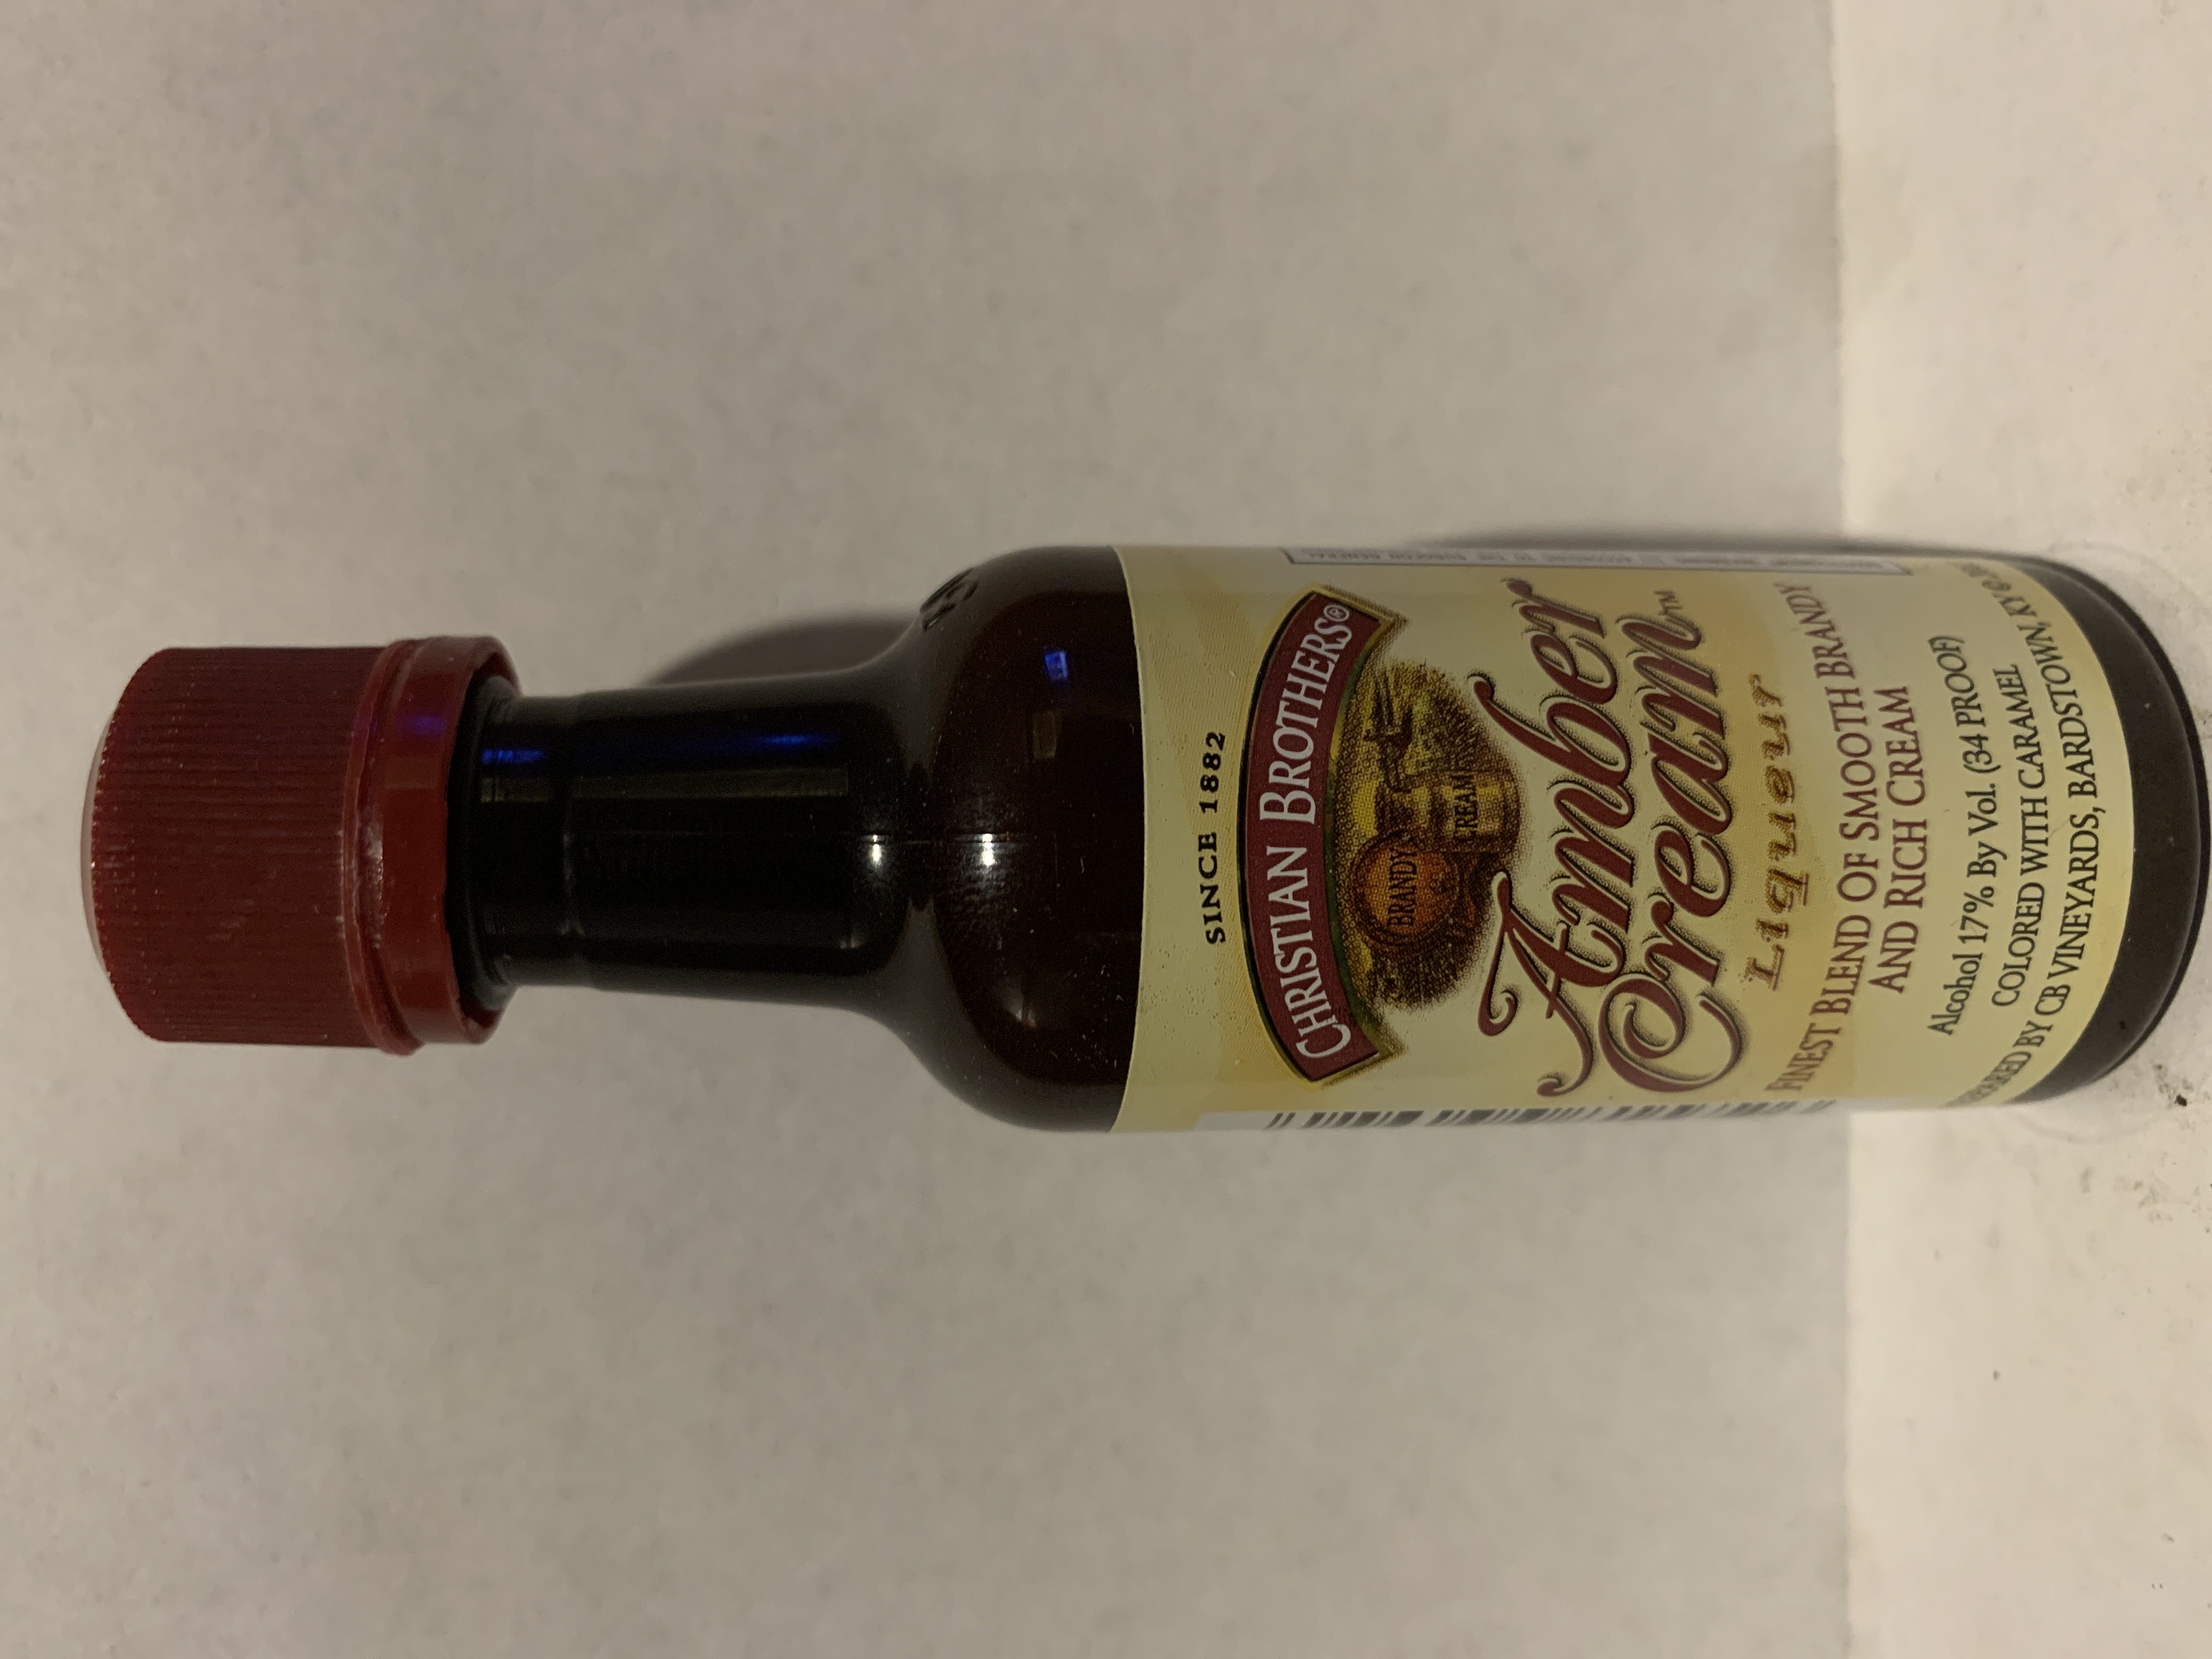 SINCE 1882
CHRISTIAN BROTHERS®
BRANDY
CREAM
Amber
Cream™
Liqueur
FINEST BLEND OF SMOOTH BRANDY
AND RICH CREAM
Alcohol 17% By Vol. (34 PROOF)
COLORED WITH CARAMEL
BY CB VINEYARDS, BARDSTOWN, KY